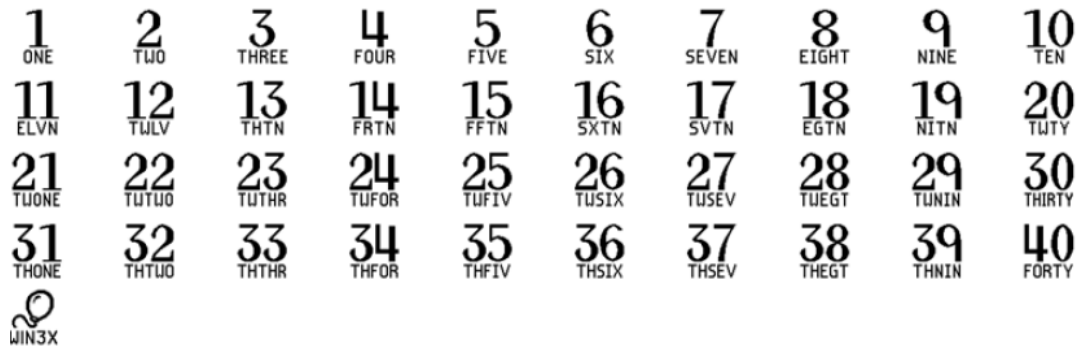 1 2 3 4 5 6 7 8 9 10
ONE TWO THREE FOUR FIVE SIX SEVEN EIGHT NINE TEN
11 12 13 14 15 16 17 18 19 20
ELVN TWLV THTN FRTN FFTN SXTN SVTN EGTN NITN TWTY
21 22 23 24 25 26 27 28 29 30
TWONE TWTWO TWTHR TWFOR TWFIV TWSIX TWSEV TWEGT TWNIN THIRTY
31 32 33 34 35 36 37 38 39 40
THONE THTWO THTHR THFOR THFIV THSIX THSEV THEGT THNIN FORTY
WIN3X